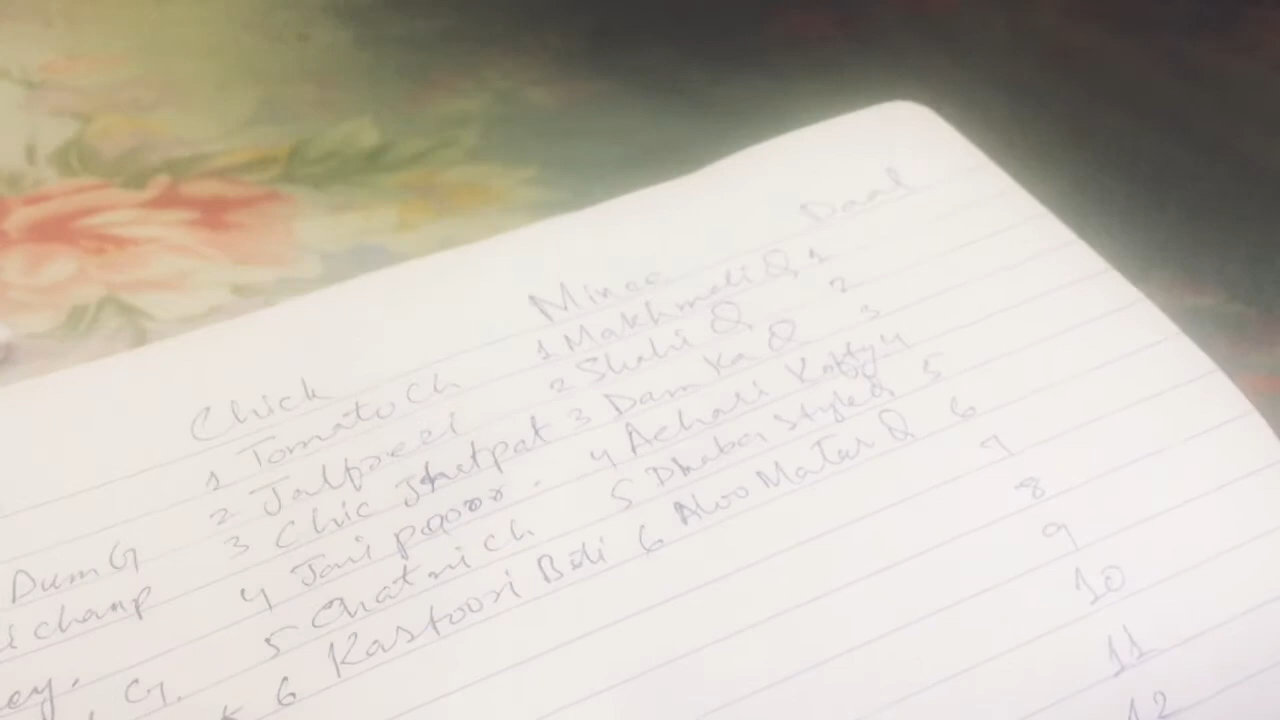 Daal
Mince
1 Makhmali Q 1
2 Shahi Q 2
3 Dam Ka Q 3
4 Achari 4
5 Dhaba Style Q 5
6 Aloo Matar Q 6
7
8
9
10
11
12
Chick
1 Tomato Ch
2 Jalfreei
3 Chic Jhatpat
4
5 Chatni ch
6 Kastoori Boti
Dum G
champ
G.